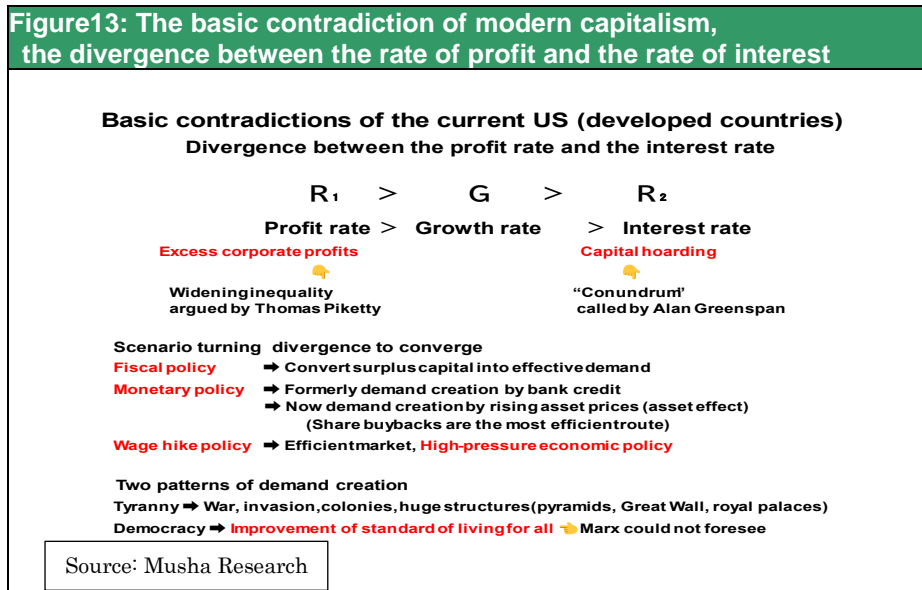 Figure13: The basic contradiction of modern capitalism,
the divergence between the rate of profit and the rate of interest
Basic contradictions of the current US (developed countries)
Divergence between the profit rate and the interest rate
R₁ > G > R₂
Profit rate > Growth rate > Interest rate
Excess corporate profits Capital hoarding
👇 👇
Widening inequality "Conundrum"
argued by Thomas Piketty called by Alan Greenspan
Scenario turning divergence to converge
Fiscal policy ➡ Convert surplus capital into effective demand
Monetary policy ➡ Formerly demand creation by bank credit
➡ Now demand creation by rising asset prices (asset effect)
(Share buybacks are the most efficient route)
Wage hike policy ➡ Efficient market, High-pressure economic policy
Two patterns of demand creation
Tyranny ➡ War, invasion, colonies, huge structures (pyramids, Great Wall, royal palaces)
Democracy ➡ Improvement of standard of living for all 👈 Marx could not foresee
Source: Musha Research